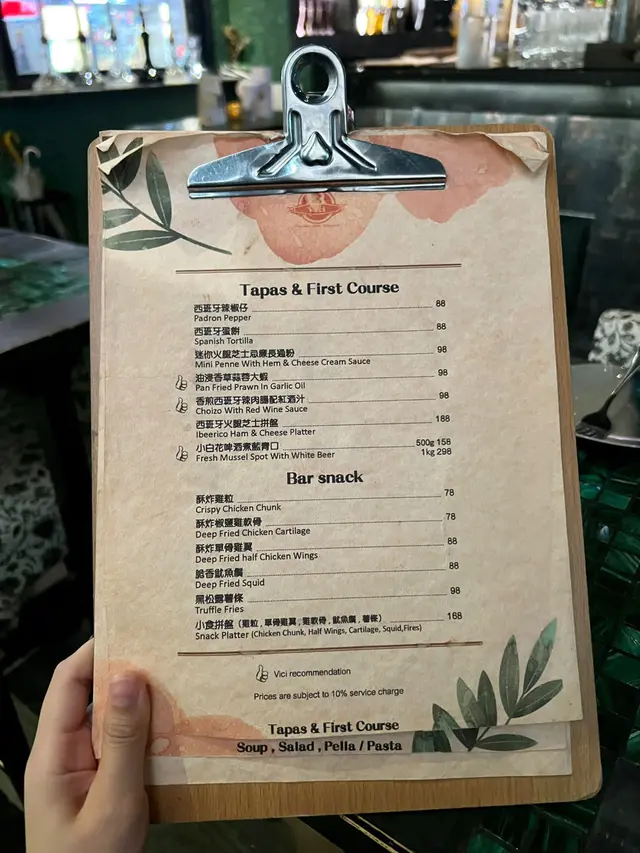 Tapas & First Course
西班牙辣椒仔 88
Padron Pepper
西班牙蛋餅 88
Spanish Tortilla
迷你火腿芝士忌廉長通粉 98
Mini Penne With Hem & Cheese Cream Sauce
油浸香草蒜蓉大蝦 98
Pan Fried Prawn In Garlic Oil
香煎西班牙辣肉腸配紅酒汁 98
Choizo With Red Wine Sauce
西班牙火腿芝士拼盤 188
Ibeerico Ham & Cheese Platter
小白花啤酒煮藍青口 500g 158
Fresh Mussel Spot With White Beer 1kg 298
Bar snack
酥炸雞粒 78
Crispy Chicken Chunk
酥炸椒鹽雞軟骨 78
Deep Fried Chicken Cartilage
酥炸單骨雞翼 88
Deep Fried half Chicken Wings
脆香魷魚鬚 88
Deep Fried Squid
黑松露薯條 98
Truffle Fries
小食拼盤 (雞粒 , 單骨雞翼 , 雞軟骨 , 魷魚鬚 , 薯條) 168
Snack Platter (Chicken Chunk, Half Wings, Cartilage, Squid,Fires)
Vici recommendation
Prices are subject to 10% service charge
Tapas & First Course
Soup , Salad , Pella / Pasta